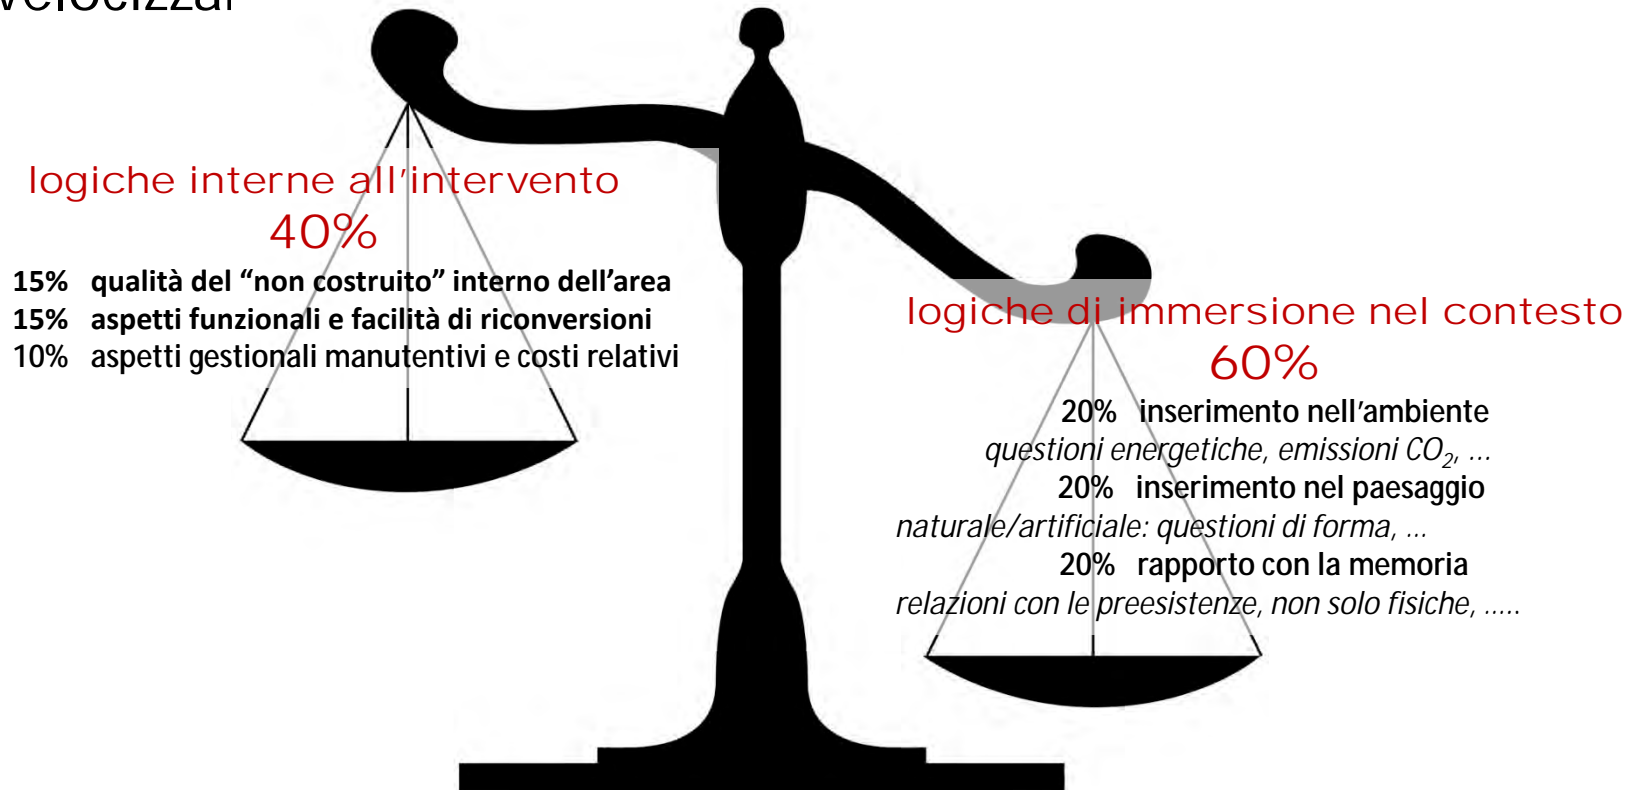 logiche interne all'intervento
40%
15% qualità del “non costruito” interno dell’area
15% aspetti funzionali e facilità di riconversioni
10% aspetti gestionali manutentivi e costi relativi
logiche di immersione nel contesto
60%
20% inserimento nell’ambiente
questioni energetiche, emissioni CO₂, ...
20% inserimento nel paesaggio
naturale/artificiale: questioni di forma, ...
20% rapporto con la memoria
relazioni con le preesistenze, non solo fisiche, .....